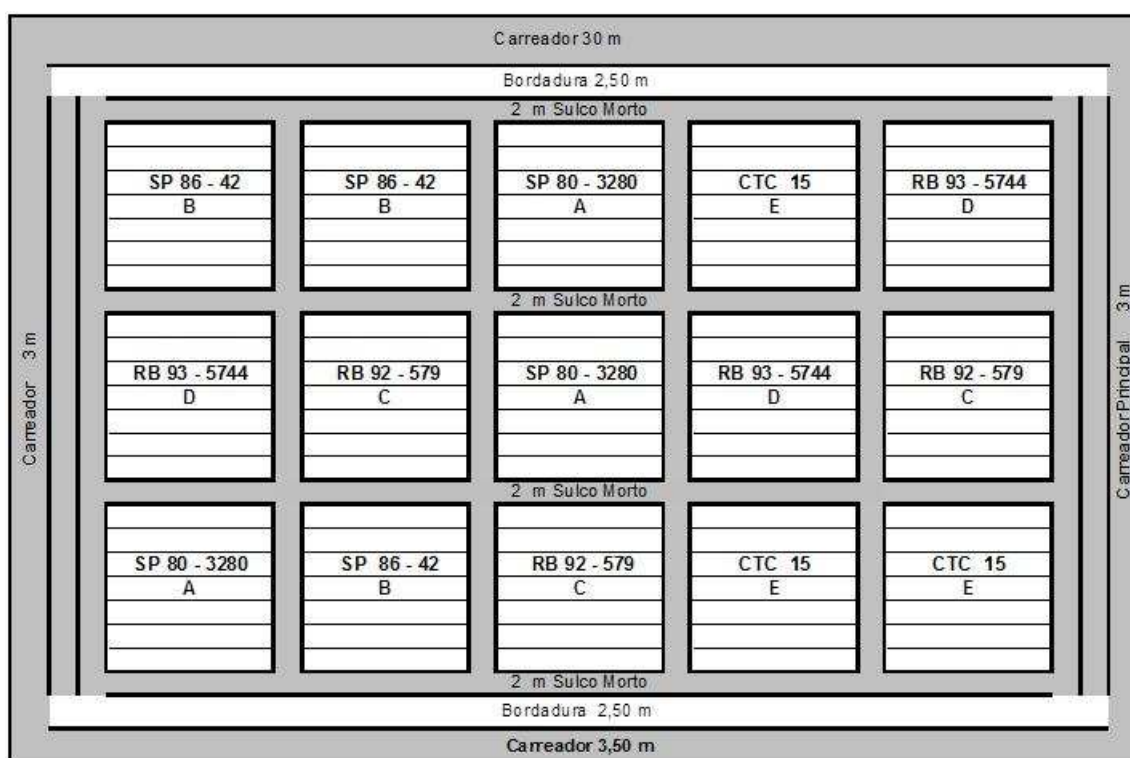 Carreador 30 m
Bordadura 2,50 m
2 m Sulco Morto
SP 86 - 42
B
SP 86 - 42
B
SP 80 - 3280
A
CTC 15
E
RB 93 - 5744
D
2 m Sulco Morto
Carreador 3 m
RB 93 - 5744
D
RB 92 - 579
C
SP 80 - 3280
A
RB 93 - 5744
D
RB 92 - 579
C
Carreador Principal 3 m
2 m Sulco Morto
SP 80 - 3280
A
SP 86 - 42
B
RB 92 - 579
C
CTC 15
E
CTC 15
E
2 m Sulco Morto
Bordadura 2,50 m
Carreador 3,50 m